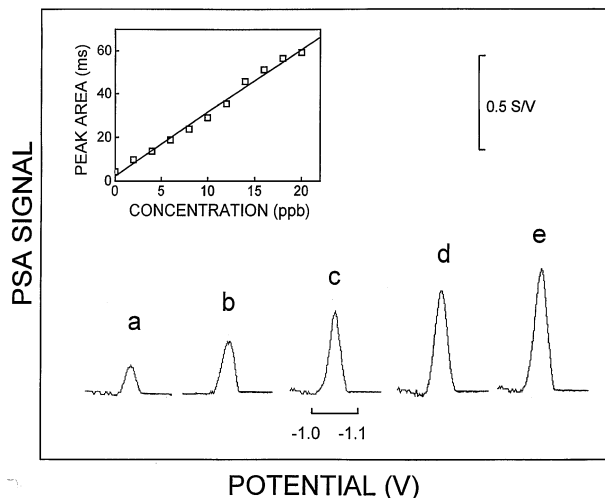 60
40
20
0
PEAK AREA (ms)
0 5 10 15 20
CONCENTRATION (ppb)
0.5 S/V
PSA SIGNAL
a b c d e
-1.0 -1.1
POTENTIAL (V)